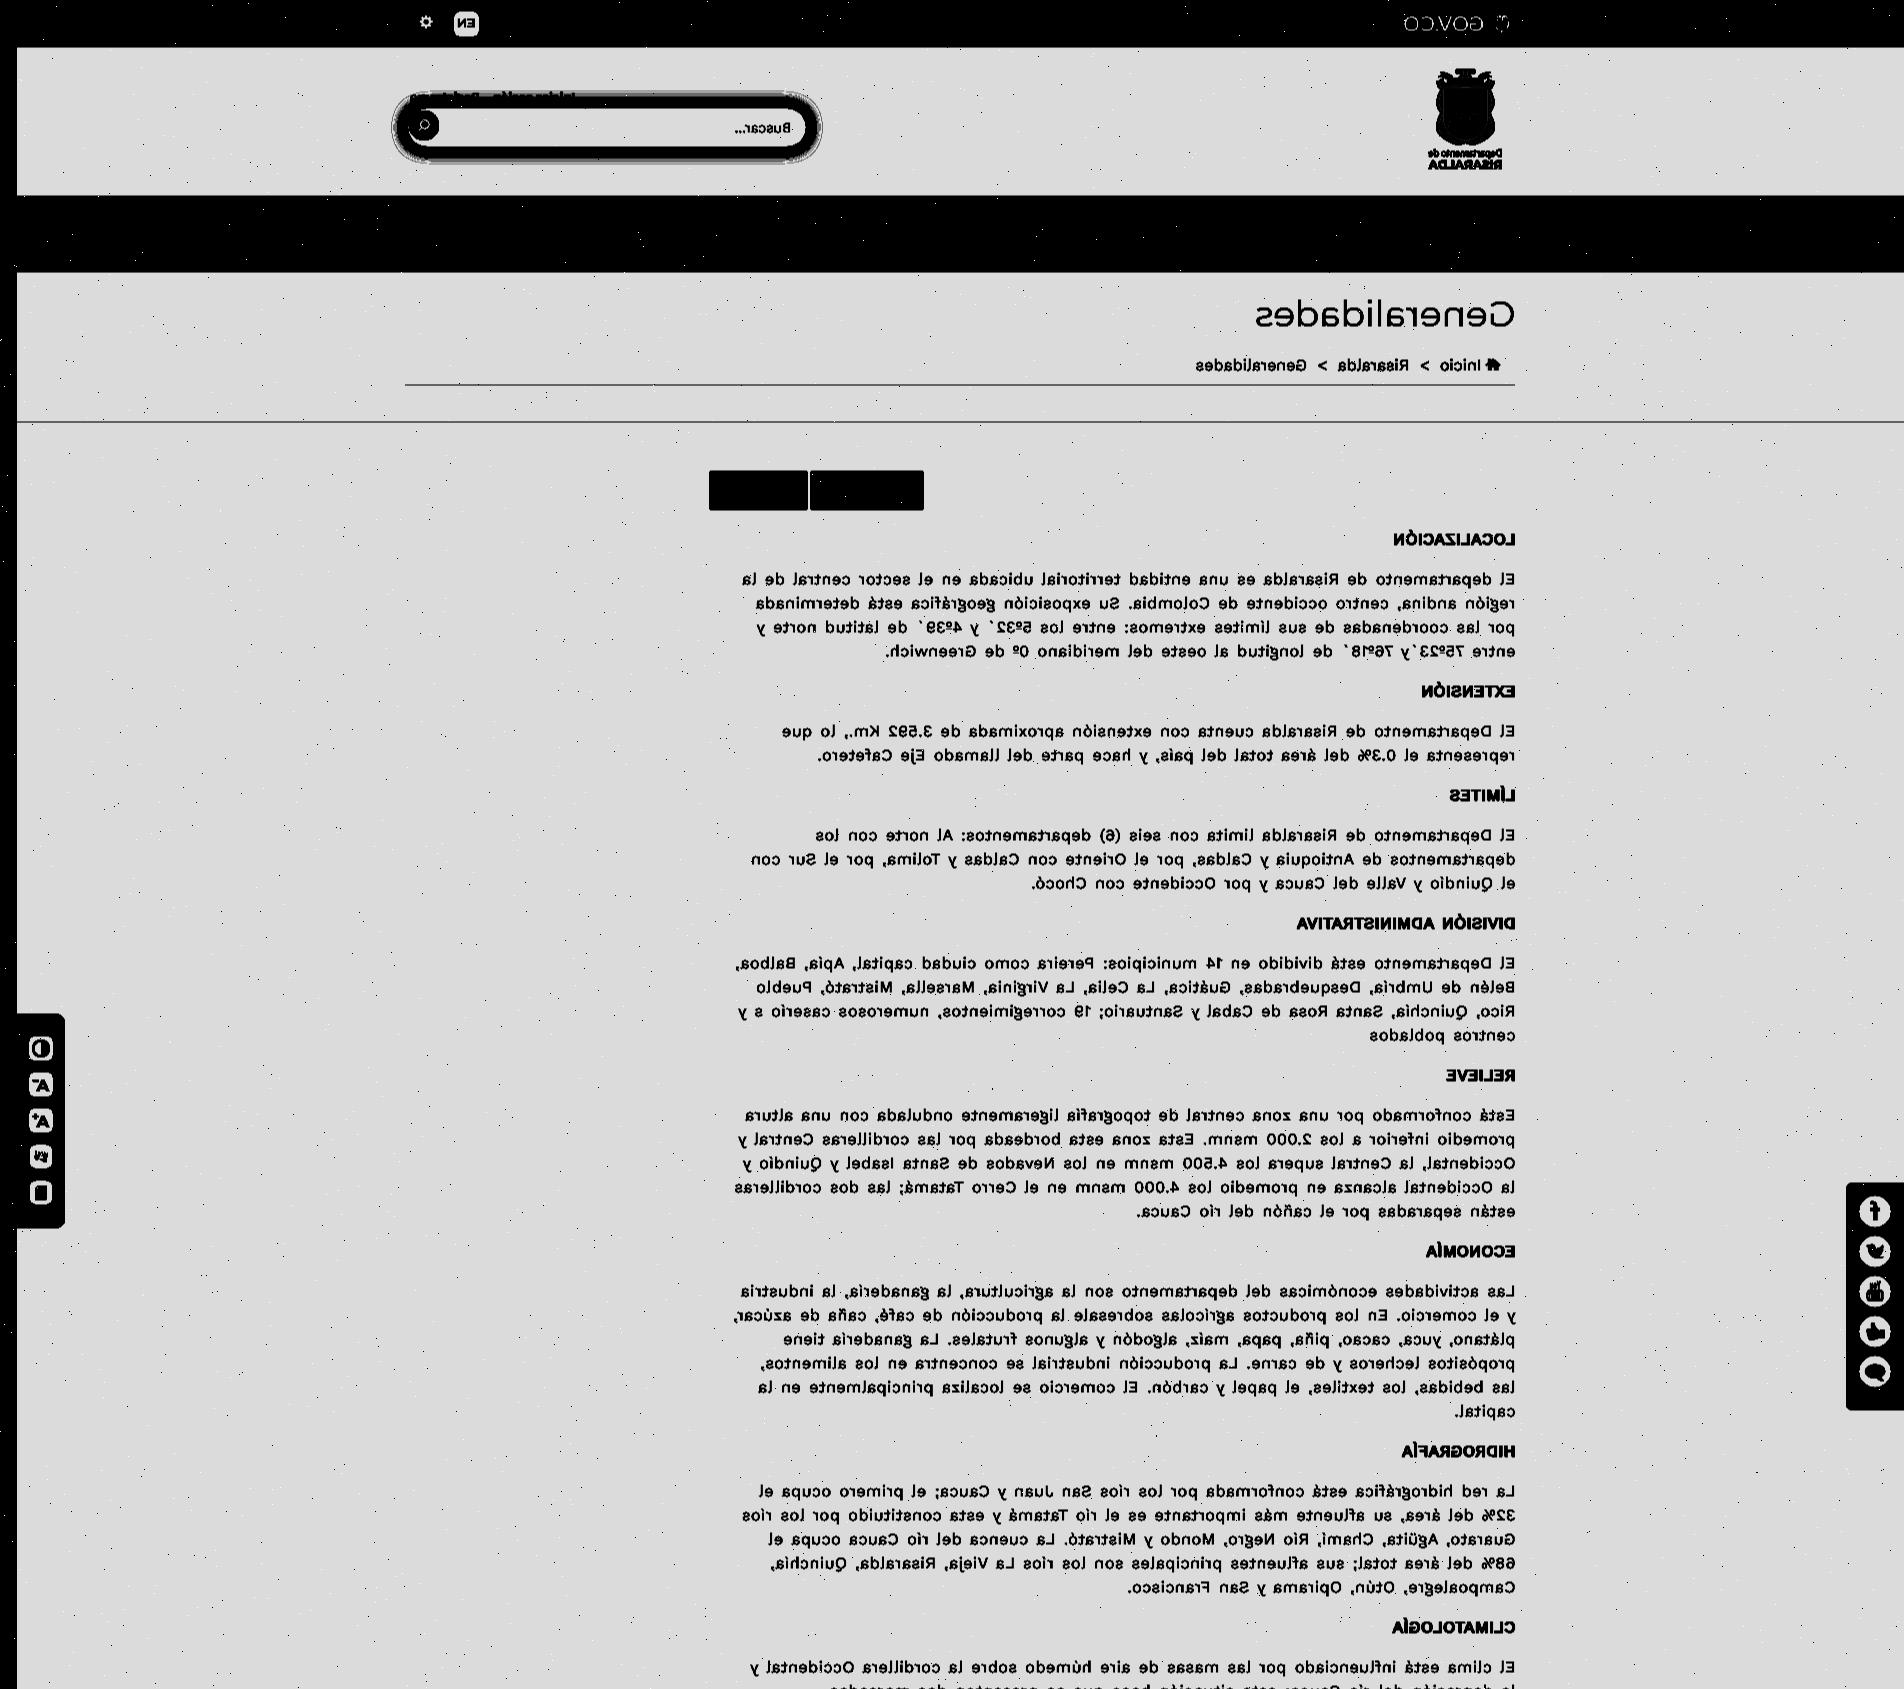 GOV.CO
EN
Departamento de
RISARALDA
Buscar...
Generalidades
Inicio > Risaralda > Generalidades
LOCALIZACIÓN
El departamento de Risaralda es una entidad territorial ubicada en el sector central de la
región andina, centro occidente de Colombia. Su exposición geográfica está determinada
por las coordenadas de sus límites extremos: entre los 5º32´ y 4º39´ de latitud norte y
entre 75º23´y 76º18´ de longitud al oeste del meridiano 0º de Greenwich.
EXTENSIÓN
El Departamento de Risaralda cuenta con extensión aproximada de 3.592 Km., lo que
representa el 0.3% del área total del país, y hace parte del llamado Eje Cafetero.
LÍMITES
El Departamento de Risaralda limita con seis (6) departamentos: Al norte con los
departamentos de Antioquia y Caldas, por el Oriente con Caldas y Tolima, por el Sur con
el Quindío y Valle del Cauca y por Occidente con Chocó.
DIVISIÓN ADMINISTRATIVA
El Departamento está dividido en 14 municipios: Pereira como ciudad capital, Apía, Balboa,
Belén de Umbría, Desquebradas, Guática, La Celia, La Virginia, Marsella, Mistrató, Pueblo
Rico, Quinchía, Santa Rosa de Cabal y Santuario; 19 corregimientos, numerosos caserío s y
centros poblados
RELIEVE
Está conformado por una zona central de topografía ligeramente ondulada con una altura
promedio inferior a los 2.000 msnm. Esta zona esta bordeada por las cordilleras Central y
Occidental, la Central supera los 4.500 msnm en los Nevados de Santa Isabel y Quindío y
la Occidental alcanza en promedio los 4.000 msnm en el Cerro Tatamá; las dos cordilleras
están separadas por el cañón del río Cauca.
ECONOMÍA
Las actividades económicas del departamento son la agricultura, la ganadería, la industria
y el comercio. En los productos agrícolas sobresale la producción de café, caña de azúcar,
plátano, yuca, cacao, piña, papa, maíz, algodón y algunos frutales. La ganadería tiene
propósitos lecheros y de carne. La producción industrial se concentra en los alimentos,
las bebidas, los textiles, el papel y carbón. El comercio se localiza principalmente en la
capital.
HIDROGRAFÍA
La red hidrográfica está conformada por los ríos San Juan y Cauca; el primero ocupa el
32% del área, su afluente más importante es el río Tatamá y esta constituido por los ríos
Guarato, Agüita, Chamí, Río Negro, Mondo y Mistrató. La cuenca del río Cauca ocupa el
68% del área total; sus afluentes principales son los ríos La Vieja, Risaralda, Quinchía,
Campoalegre, Otún, Opirama y San Francisco.
CLIMATOLOGÍA
El clima está influenciado por las masas de aire húmedo sobre la cordillera Occidental y